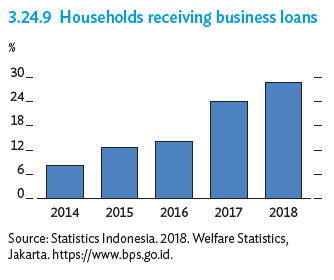 3.24.9 Households receiving business loans
%
30
24
18
12
6
0
2014 2015 2016 2017 2018
Source: Statistics Indonesia. 2018. Welfare Statistics,
Jakarta. https://www.bps.go.id.